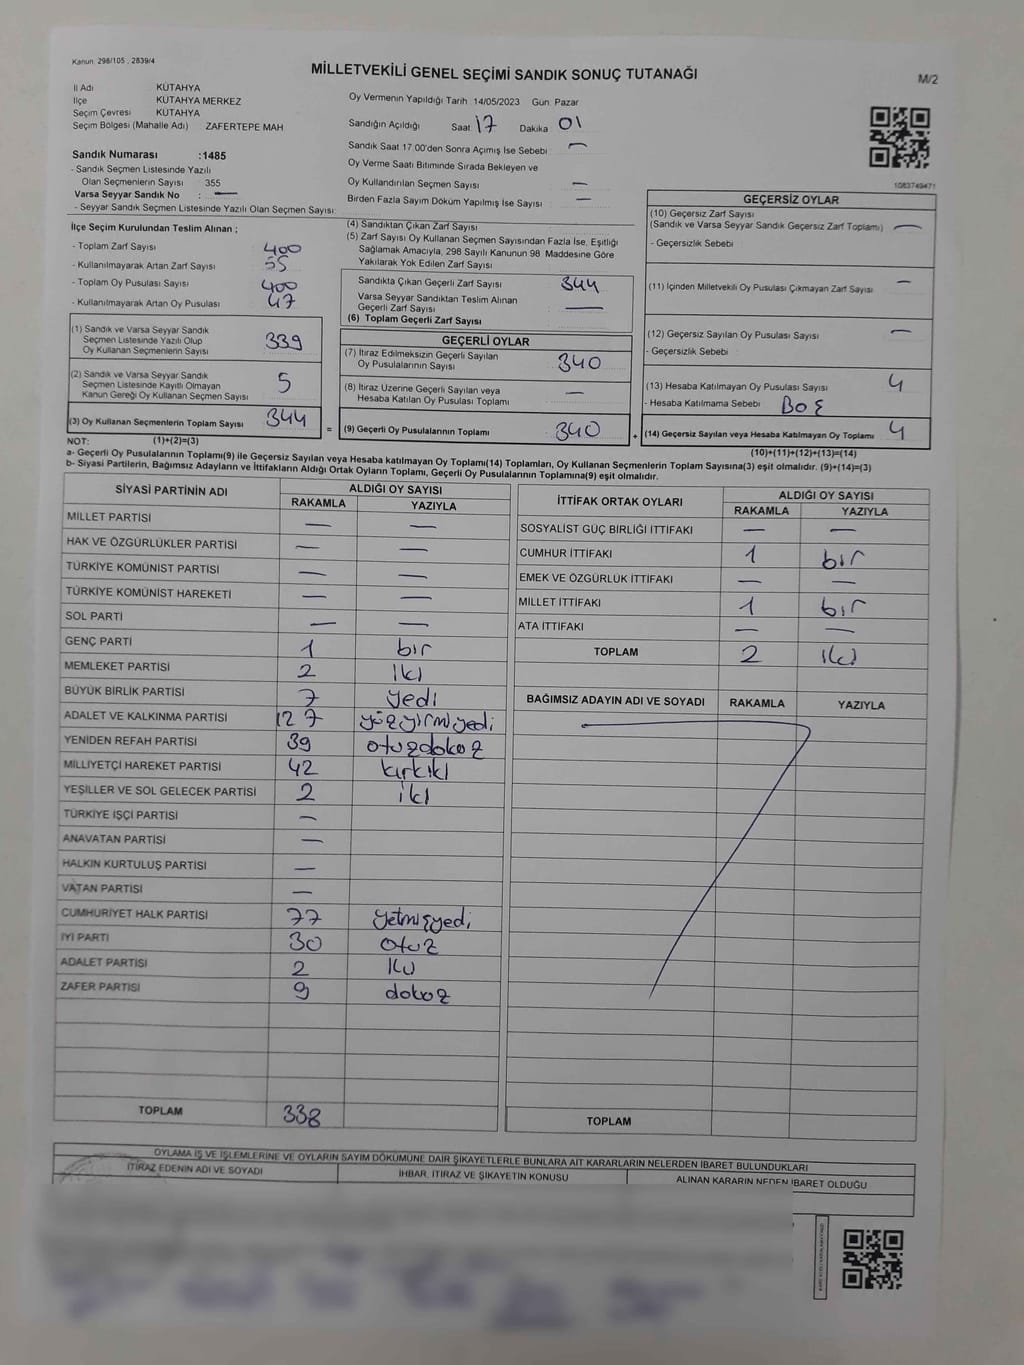 Kanun 298/105 , 2839/4
MİLLETVEKİLİ GENEL SEÇİMİ SANDIK SONUÇ TUTANAĞI
M/2
İl Adı KÜTAHYA
İlçe KÜTAHYA MERKEZ
Seçim Çevresi KÜTAHYA
Seçim Bölgesi (Mahalle Adı) ZAFERTEPE MAH
Oy Vermenin Yapıldığı Tarih 14/05/2023 Gün Pazar
Sandığın Açıldığı Saat 17 Dakika 01
Sandık Saat 17:00'den Sonra Açımış İse Sebebi —
Oy Verme Saati Bitiminde Sırada Bekleyen ve
Oy Kullandırılan Seçmen Sayısı —
Birden Fazla Sayım Döküm Yapılmış İse Sayısı —
Sandık Numarası :1485
- Sandık Seçmen Listesinde Yazılı
Olan Seçmenlerin Sayısı 355
Varsa Seyyar Sandık No : —
- Seyyar Sandık Seçmen Listesinde Yazılı Olan Seçmen Sayısı:
1083749471
İlçe Seçim Kurulundan Teslim Alınan ;
- Toplam Zarf Sayısı 400
- Kullanılmayarak Artan Zarf Sayısı 55
- Toplam Oy Pusulası Sayısı 400
- Kullanılmayarak Artan Oy Pusulası 47
(1) Sandık ve Varsa Seyyar Sandık
Seçmen Listesinde Yazılı Olup
Oy Kullanan Seçmenlerin Sayısı 339
(2) Sandık ve Varsa Seyyar Sandık
Seçmen Listesinde Kayıtlı Olmayan
Kanun Gereği Oy Kullanan Seçmen Sayısı 5
(3) Oy Kullanan Seçmenlerin Toplam Sayısı 344
(4) Sandıktan Çıkan Zarf Sayısı
(5) Zarf Sayısı Oy Kullanan Seçmen Sayısından Fazla İse, Eşitliği
Sağlamak Amacıyla, 298 Sayılı Kanunun 98. Maddesine Göre
Yakılarak Yok Edilen Zarf Sayısı
Sandıkta Çıkan Geçerli Zarf Sayısı 344
Varsa Seyyar Sandıktan Teslim Alınan
Geçerli Zarf Sayısı —
(6) Toplam Geçerli Zarf Sayısı
GEÇERLİ OYLAR
(7) İtiraz Edilmeksizin Geçerli Sayılan
Oy Pusulalarının Sayısı 340
(8) İtiraz Üzerine Geçerli Sayılan veya
Hesaba Katılan Oy Pusulası Toplamı —
= (9) Geçerli Oy Pusulalarının Toplamı 340
GEÇERSİZ OYLAR
(10) Geçersiz Zarf Sayısı
(Sandık ve Varsa Seyyar Sandık Geçersiz Zarf Toplamı) —
- Geçersizlik Sebebi
(11) İçinden Milletvekili Oy Pusulası Çıkmayan Zarf Sayısı —
(12) Geçersiz Sayılan Oy Pusulası Sayısı —
- Geçersizlik Sebebi
(13) Hesaba Katılmayan Oy Pusulası Sayısı 4
- Hesaba Katılmama Sebebi BOŞ
+ (14) Geçersiz Sayılan veya Hesaba Katılmayan Oy Toplamı 4
NOT: (1)+(2)=(3)
(10)+(11)+(12)+(13)=(14)
a- Geçerli Oy Pusulalarının Toplamı(9) ile Geçersiz Sayılan veya Hesaba katılmayan Oy Toplamı(14) Toplamları, Oy Kullanan Seçmenlerin Toplam Sayısına(3) eşit olmalıdır. (9)+(14)=(3)
b- Siyasi Partilerin, Bağımsız Adayların ve İttifakların Aldığı Ortak Oyların Toplamı, Geçerli Oy Pusulalarının Toplamına(9) eşit olmalıdır.
SİYASİ PARTİNİN ADI ALDIĞI OY SAYISI
RAKAMLA YAZIYLA
MİLLET PARTİSİ — —
HAK VE ÖZGÜRLÜKLER PARTİSİ — —
TÜRKİYE KOMÜNİST PARTİSİ — —
TÜRKİYE KOMÜNİST HAREKETİ — —
SOL PARTİ — —
GENÇ PARTİ 1 bir
MEMLEKET PARTİSİ 2 iki
BÜYÜK BİRLİK PARTİSİ 7 yedi
ADALET VE KALKINMA PARTİSİ 127 yüzyirmiyedi
YENİDEN REFAH PARTİSİ 39 otuzdokuz
MİLLİYETÇİ HAREKET PARTİSİ 42 kırkiki
YEŞİLLER VE SOL GELECEK PARTİSİ 2 iki
TÜRKİYE İŞÇİ PARTİSİ —
ANAVATAN PARTİSİ —
HALKIN KURTULUŞ PARTİSİ —
VATAN PARTİSİ —
CUMHURİYET HALK PARTİSİ 77 yetmişyedi
İYİ PARTİ 30 otuz
ADALET PARTİSİ 2 iki
ZAFER PARTİSİ 9 dokuz
TOPLAM 338
İTTİFAK ORTAK OYLARI ALDIĞI OY SAYISI
RAKAMLA YAZIYLA
SOSYALİST GÜÇ BİRLİĞİ İTTİFAKI — —
CUMHUR İTTİFAKI 1 bir
EMEK VE ÖZGÜRLÜK İTTİFAKI — —
MİLLET İTTİFAKI 1 bir
ATA İTTİFAKI — —
TOPLAM 2 iki
BAĞIMSIZ ADAYIN ADI VE SOYADI RAKAMLA YAZIYLA
TOPLAM
OYLAMA İŞ VE İŞLEMLERİNE VE OYLARIN SAYIM DÖKÜMÜNE DAİR ŞİKAYETLERLE BUNLARA AİT KARARLARIN NELERDEN İBARET BULUNDUKLARI
İTİRAZ EDENİN ADI VE SOYADI İHBAR, İTİRAZ VE ŞİKAYETİN KONUSU ALINAN KARARIN NEDEN İBARET OLDUĞU